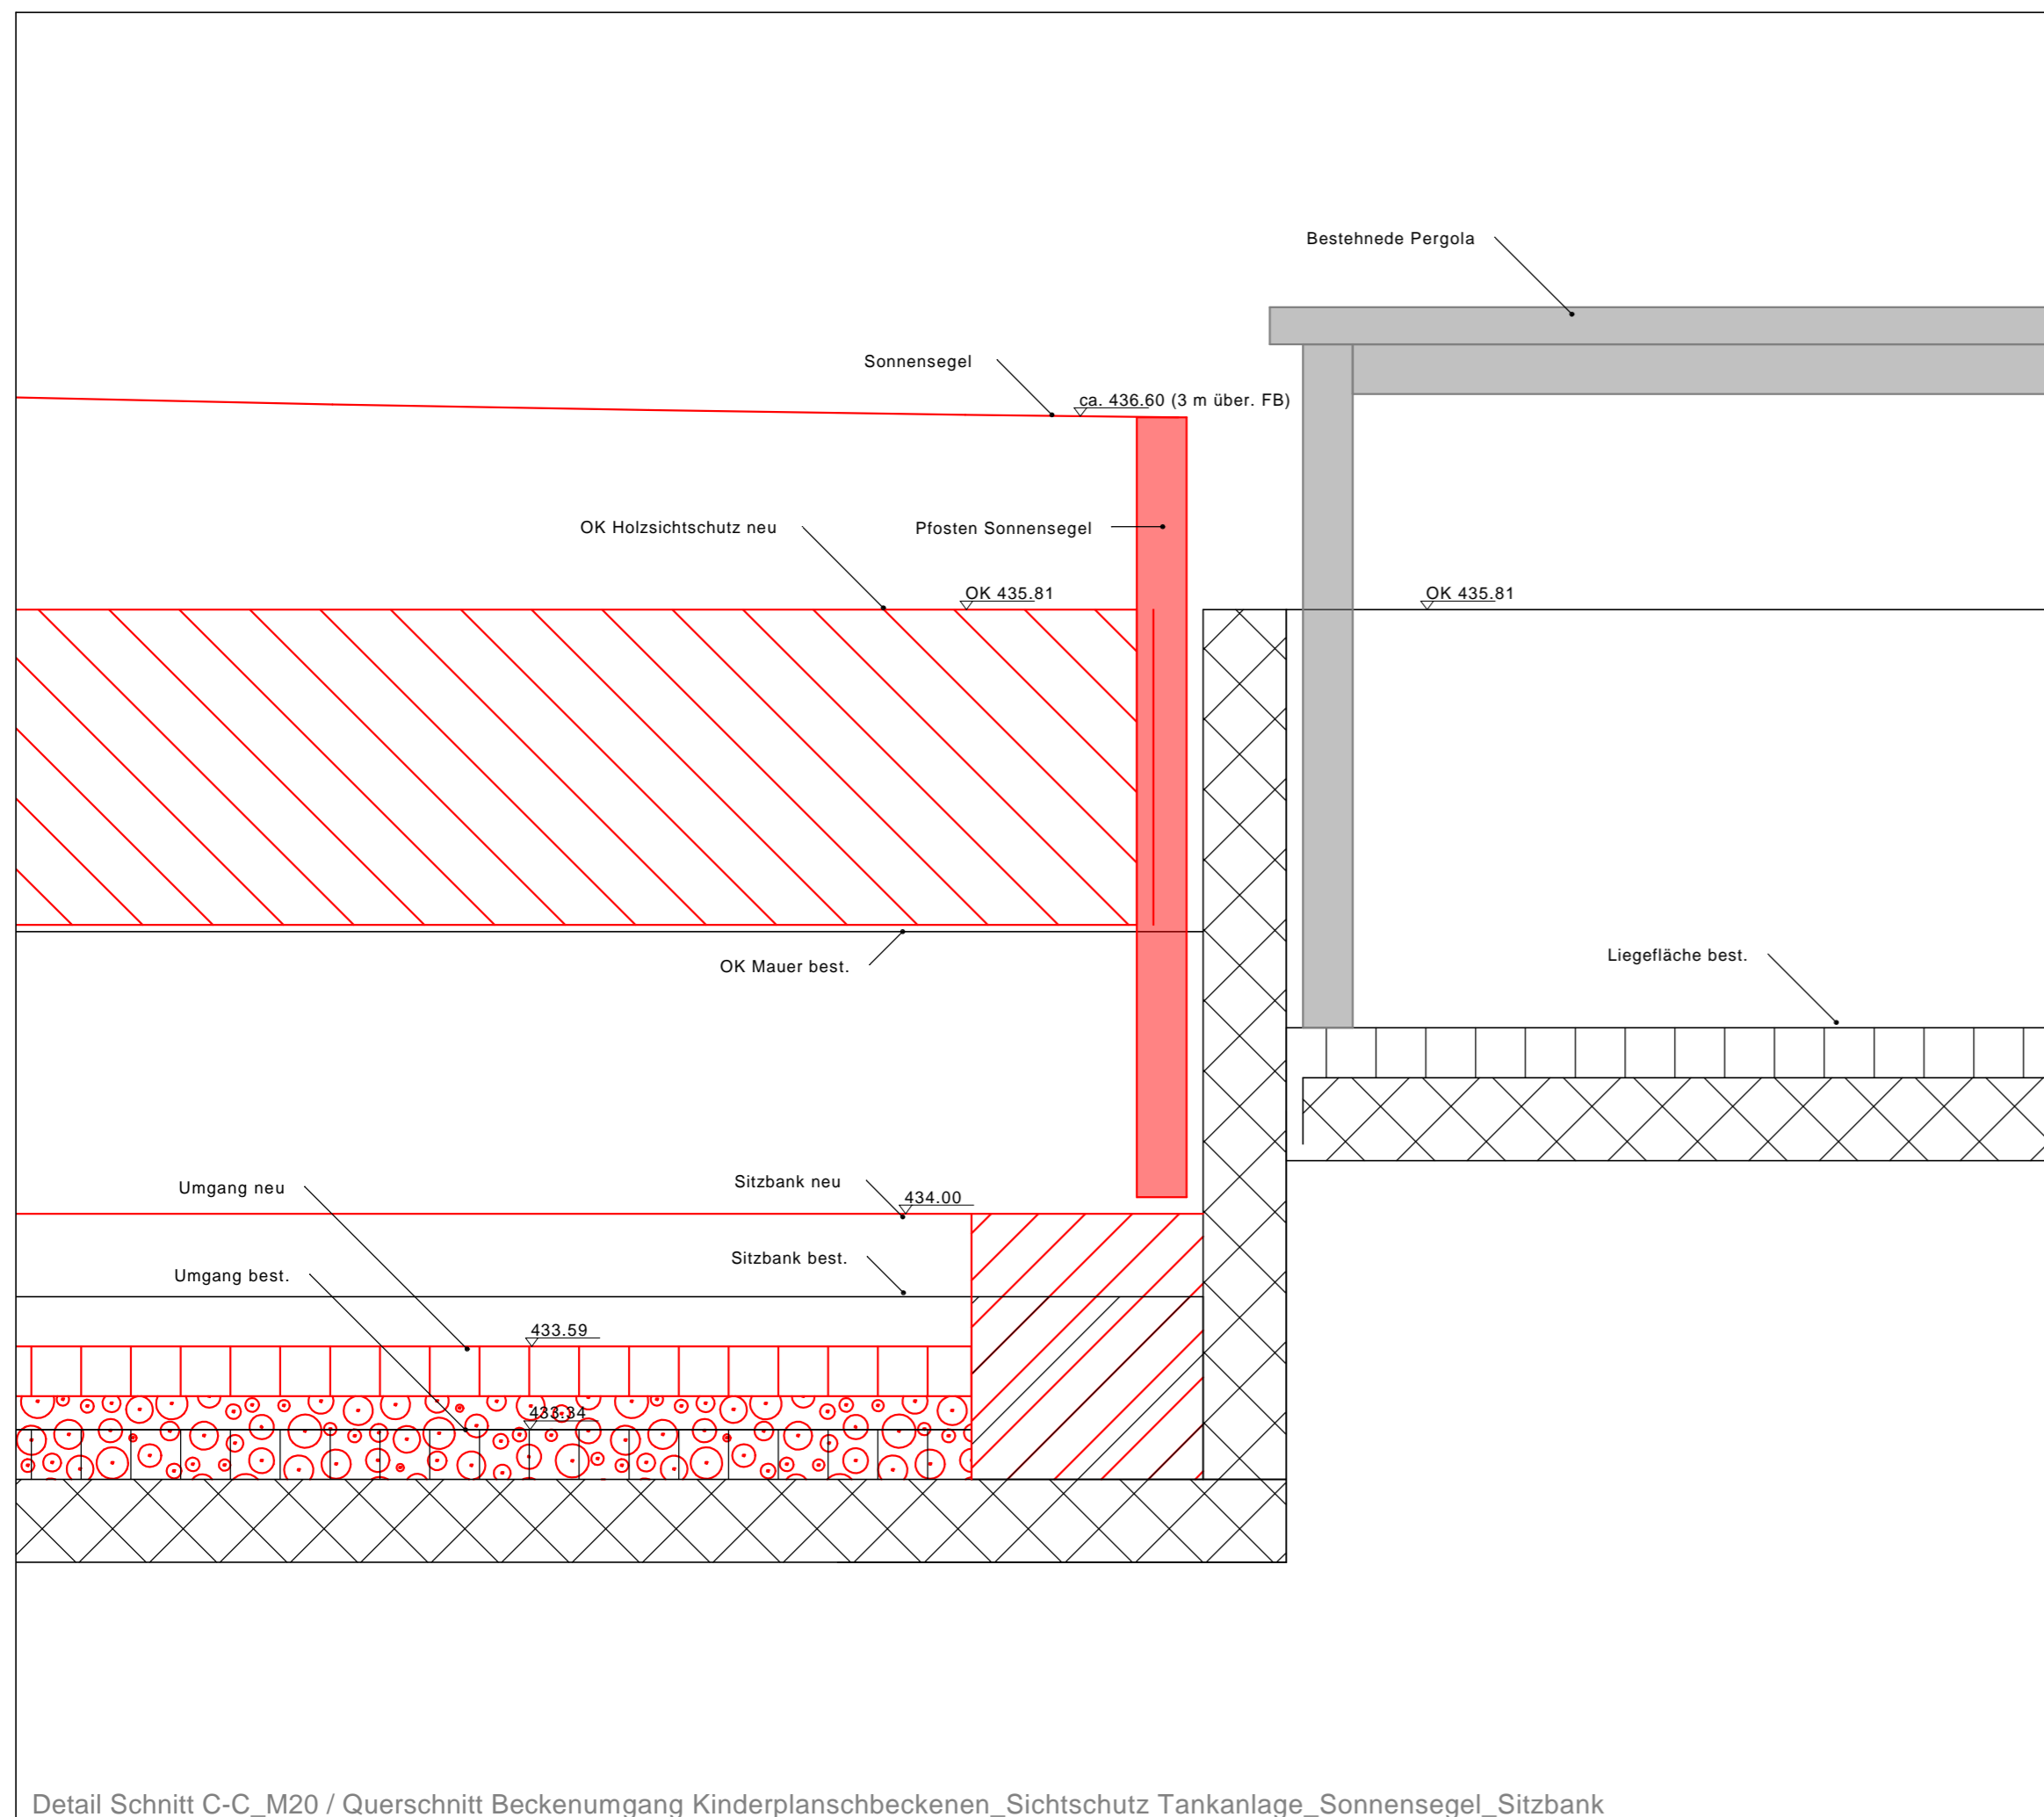 Bestehnede Pergola
Sonnensegel
ca. 436.60 (3 m über. FB)
OK Holzsichtschutz neu
Pfosten Sonnensegel
OK 435.81
OK 435.81
OK Mauer best.
Liegefläche best.
Umgang neu
Sitzbank neu
434.00
Umgang best.
Sitzbank best.
433.59
433.34
Detail Schnitt C-C_M20 / Querschnitt Beckenumgang Kinderplanschbeckenen_Sichtschutz Tankanlage_Sonnensegel_Sitzbank